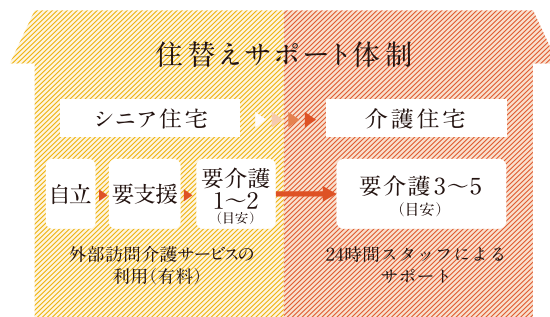 住替えサポート体制
シニア住宅
介護住宅
自立
要支援
要介護
1〜2
（目安）
要介護3〜5
（目安）
外部訪問介護サービスの
利用（有料）
24時間スタッフによる
サポート